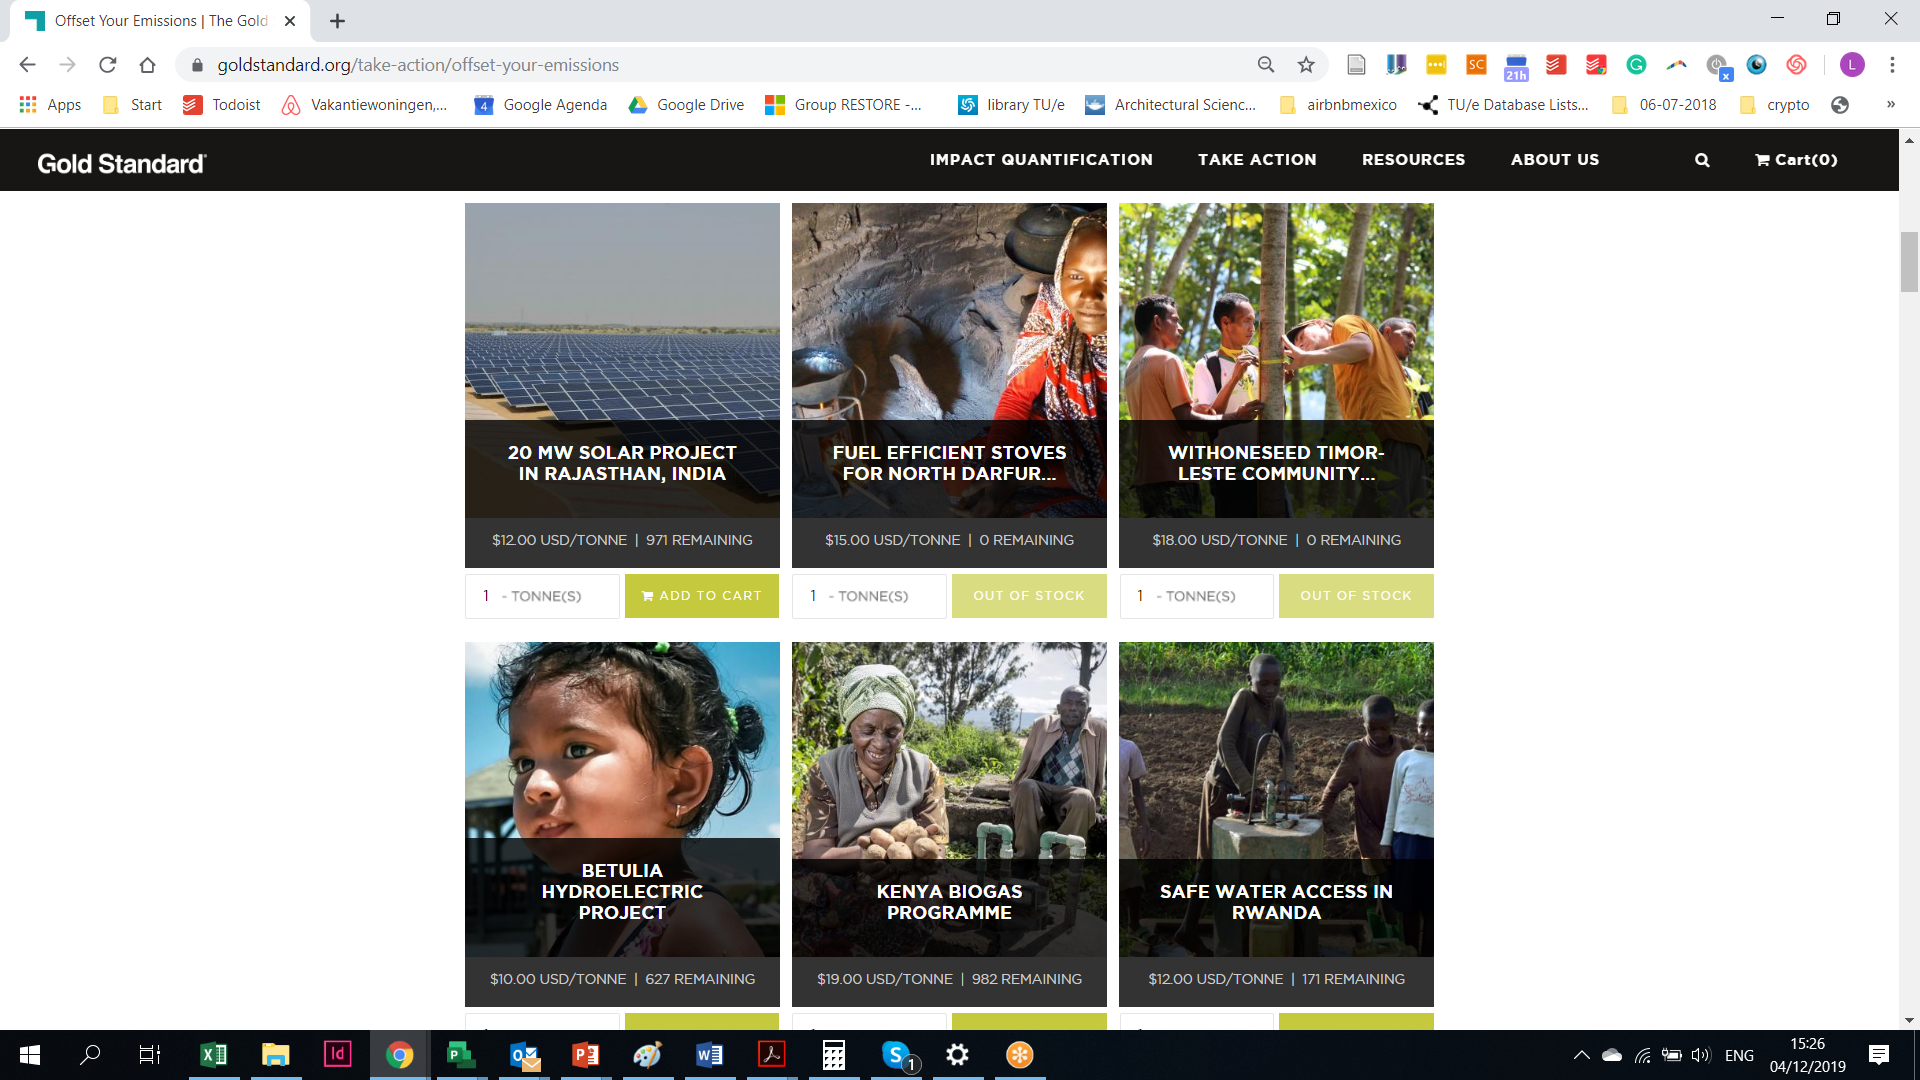 Offset Your Emissions | The Gold
goldstandard.org/take-action/offset-your-emissions
SC
21h
L
Apps
Start
Todoist
Vakantiewoningen,...
4
Google Agenda
Google Drive
Group RESTORE -...
library TU/e
Architectural Scienc...
airbnbmexico
TU/e Database Lists...
06-07-2018
crypto
»
Gold Standard
IMPACT QUANTIFICATION
TAKE ACTION
RESOURCES
ABOUT US
Cart(0)
20 MW SOLAR PROJECT
IN RAJASTHAN, INDIA
$12.00 USD/TONNE | 971 REMAINING
1 - TONNE(S)
ADD TO CART
FUEL EFFICIENT STOVES
FOR NORTH DARFUR...
$15.00 USD/TONNE | 0 REMAINING
1 - TONNE(S)
OUT OF STOCK
WITHONESEED TIMOR-
LESTE COMMUNITY...
$18.00 USD/TONNE | 0 REMAINING
1 - TONNE(S)
OUT OF STOCK
BETULIA
HYDROELECTRIC
PROJECT
$10.00 USD/TONNE | 627 REMAINING
KENYA BIOGAS
PROGRAMME
$19.00 USD/TONNE | 982 REMAINING
SAFE WATER ACCESS IN
RWANDA
$12.00 USD/TONNE | 171 REMAINING
Id
1
ENG
15:26
04/12/2019